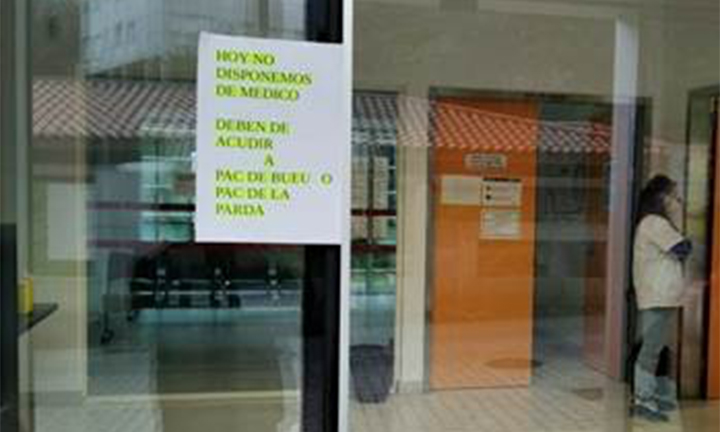 HOY NO
DISPONEMOS
DE MEDICO
DEBEN DE
ACUDIR
A
PAC DE BUEU O
PAC DE LA
PARDA